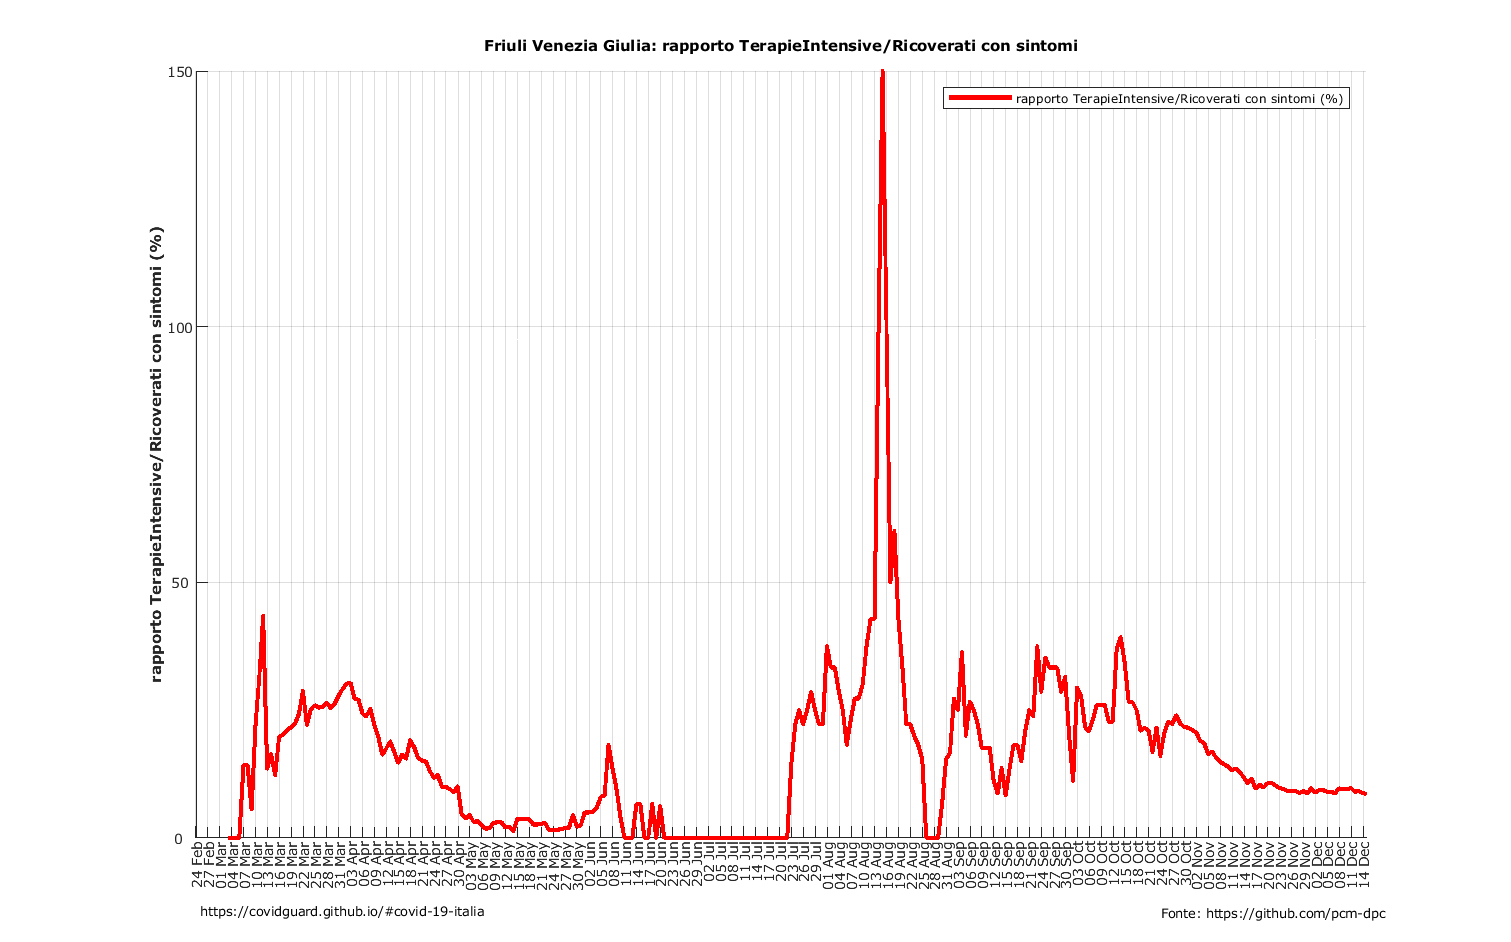 Friuli Venezia Giulia: rapporto TerapieIntensive/Ricoverati con sintomi
rapporto TerapieIntensive/Ricoverati con sintomi (%)
rapporto TerapieIntensive/Ricoverati con sintomi (%)
150
100
50
0
24 Feb
27 Feb
01 Mar
04 Mar
07 Mar
10 Mar
13 Mar
16 Mar
19 Mar
22 Mar
25 Mar
28 Mar
31 Mar
03 Apr
06 Apr
09 Apr
12 Apr
15 Apr
18 Apr
21 Apr
24 Apr
27 Apr
30 Apr
03 May
06 May
09 May
12 May
15 May
18 May
21 May
24 May
27 May
30 May
02 Jun
05 Jun
08 Jun
11 Jun
14 Jun
17 Jun
20 Jun
23 Jun
26 Jun
29 Jun
02 Jul
05 Jul
08 Jul
11 Jul
14 Jul
17 Jul
20 Jul
23 Jul
26 Jul
29 Jul
01 Aug
04 Aug
07 Aug
10 Aug
13 Aug
16 Aug
19 Aug
22 Aug
25 Aug
28 Aug
31 Aug
03 Sep
06 Sep
09 Sep
12 Sep
15 Sep
18 Sep
21 Sep
24 Sep
27 Sep
30 Sep
03 Oct
06 Oct
09 Oct
12 Oct
15 Oct
18 Oct
21 Oct
24 Oct
27 Oct
30 Oct
02 Nov
05 Nov
08 Nov
11 Nov
14 Nov
17 Nov
20 Nov
23 Nov
26 Nov
29 Nov
02 Dec
05 Dec
08 Dec
11 Dec
14 Dec
https://covidguard.github.io/#covid-19-italia
Fonte: https://github.com/pcm-dpc